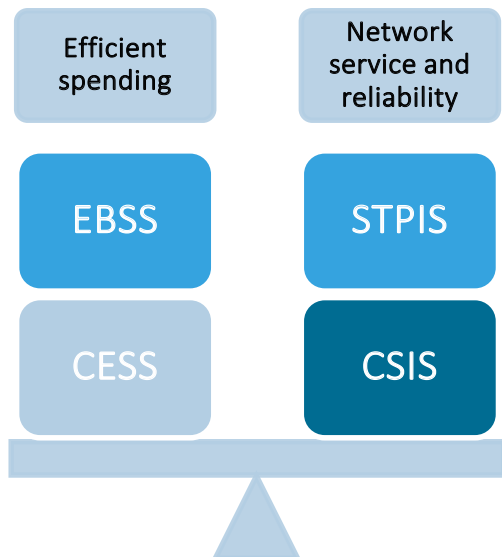 Efficient
spending
Network
service and
reliability
EBSS
STPIS
CESS
CSIS